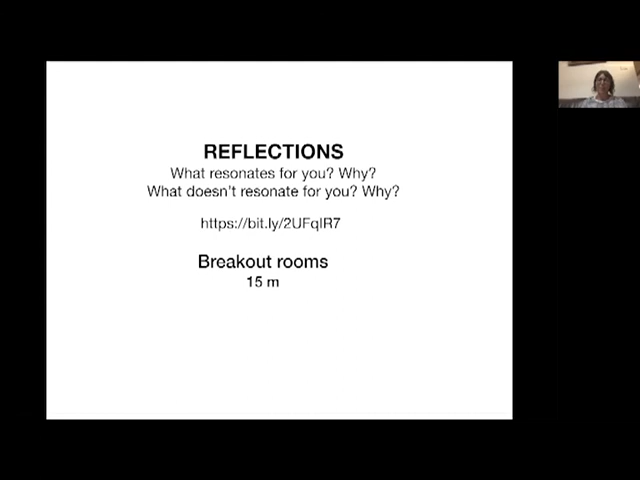 REFLECTIONS
What resonates for you? Why?
What doesn't resonate for you? Why?
https://bit.ly/2UFqIR7
Breakout rooms
15 m